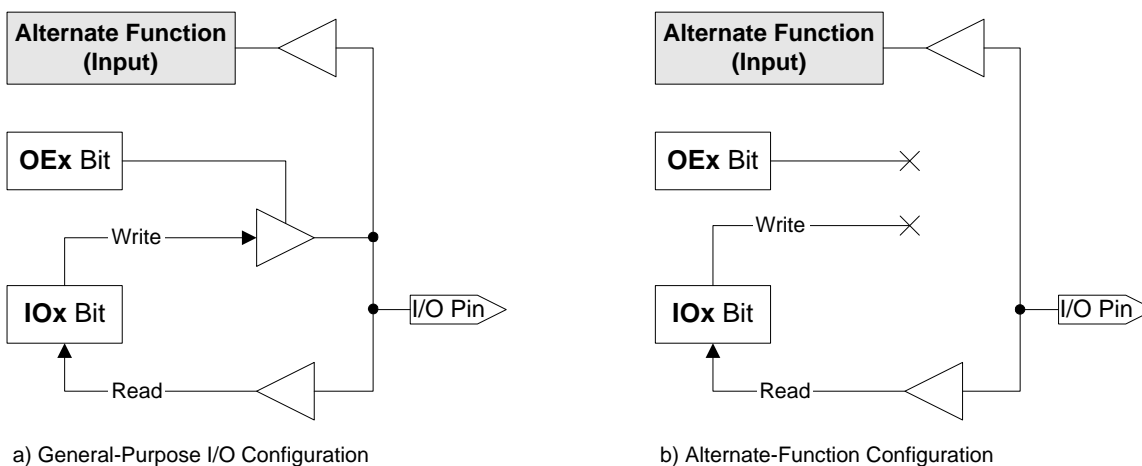 Alternate Function
(Input)
OEx Bit
Write
IOx Bit
I/O Pin
Read
a) General-Purpose I/O Configuration
Alternate Function
(Input)
OEx Bit
Write
IOx Bit
I/O Pin
Read
b) Alternate-Function Configuration